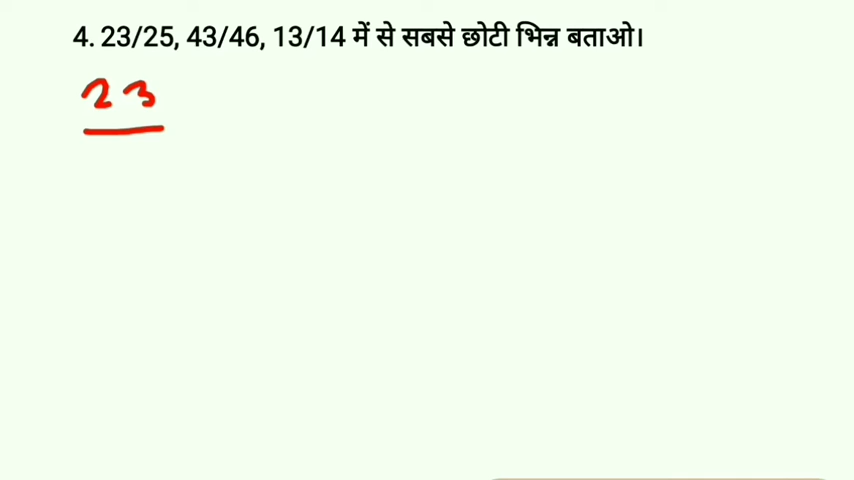 4. 23/25, 43/46, 13/14 में से सबसे छोटी भिन्न बताओ।
23